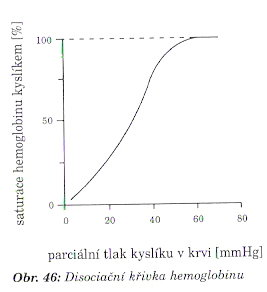 saturace hemoglobinu kyslíkem [%]
100
50
0
0 20 40 60 80
parciální tlak kyslíku v krvi [mmHg]
Obr. 46: Disociační křivka hemoglobinu